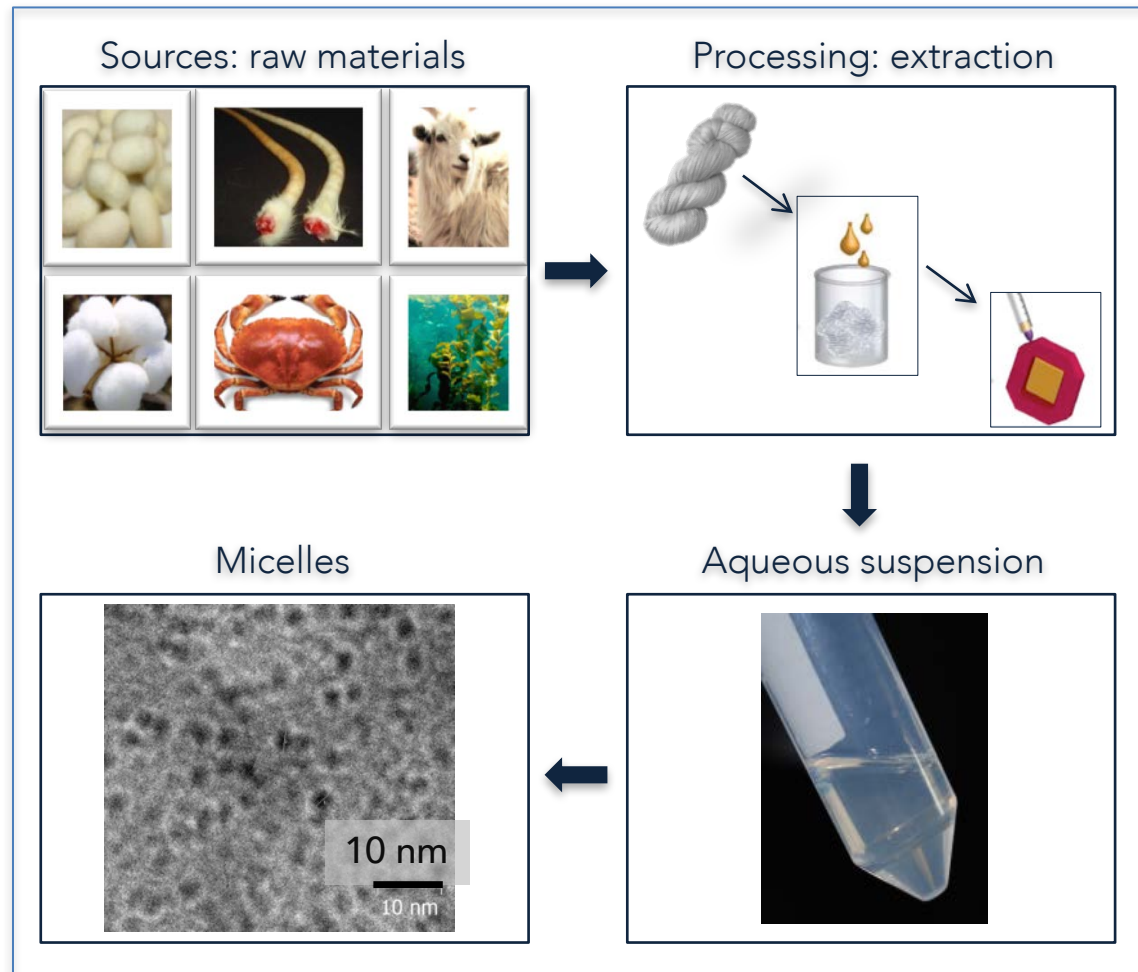 Sources: raw materials
Processing: extraction
Micelles
Aqueous suspension
10 nm
10 nm